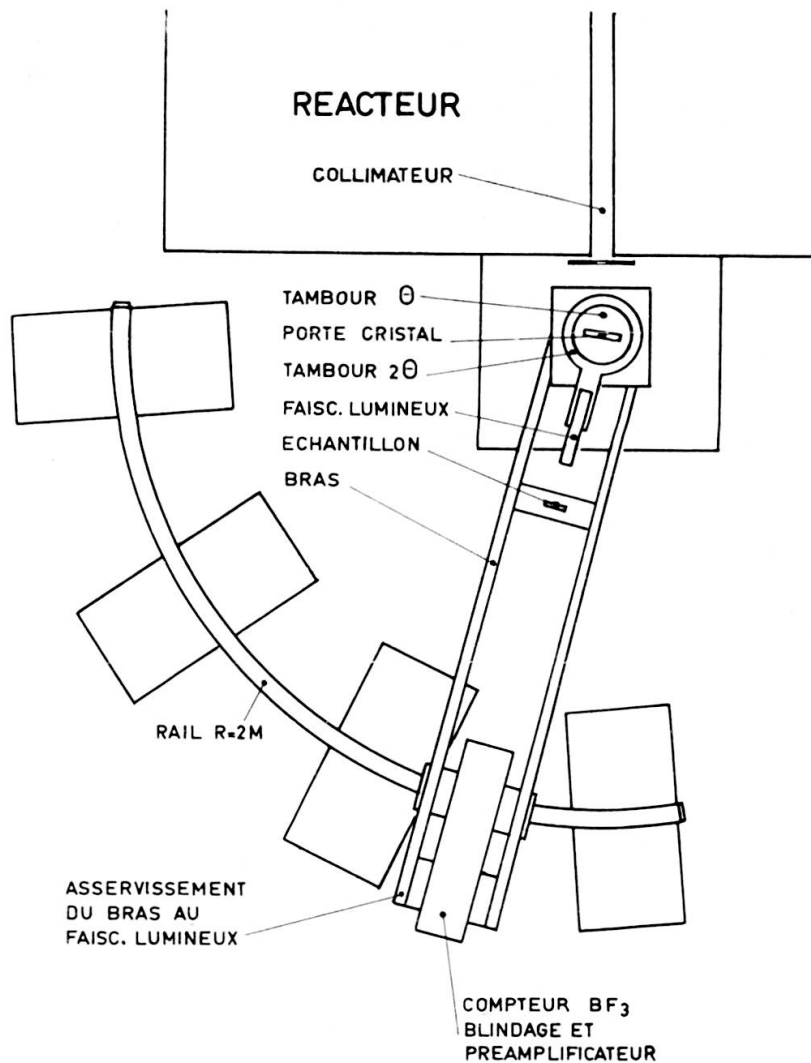 REACTEUR
COLLIMATEUR
TAMBOUR Θ
PORTE CRISTAL
TAMBOUR 2Θ
FAISC. LUMINEUX
ECHANTILLON
BRAS
RAIL R=2M
ASSERVISSEMENT
DU BRAS AU
FAISC. LUMINEUX
COMPTEUR BF₃
BLINDAGE ET
PREAMPLIFICATEUR